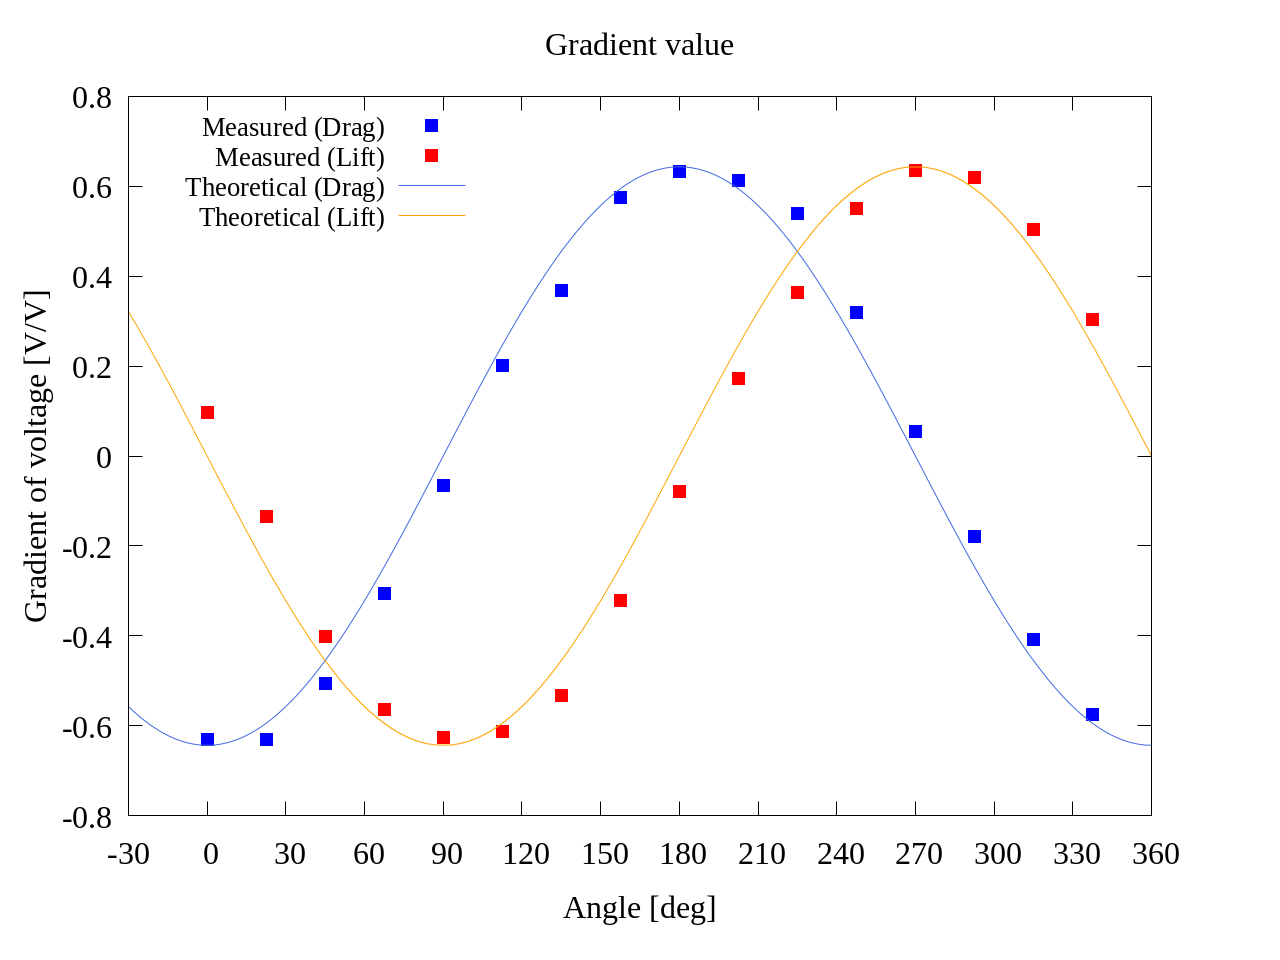 Gradient value
Measured (Drag)
Measured (Lift)
Theoretical (Drag)
Theoretical (Lift)
Gradient of voltage [V/V]
0.8
0.6
0.4
0.2
0
-0.2
-0.4
-0.6
-0.8
-30 0 30 60 90 120 150 180 210 240 270 300 330 360
Angle [deg]